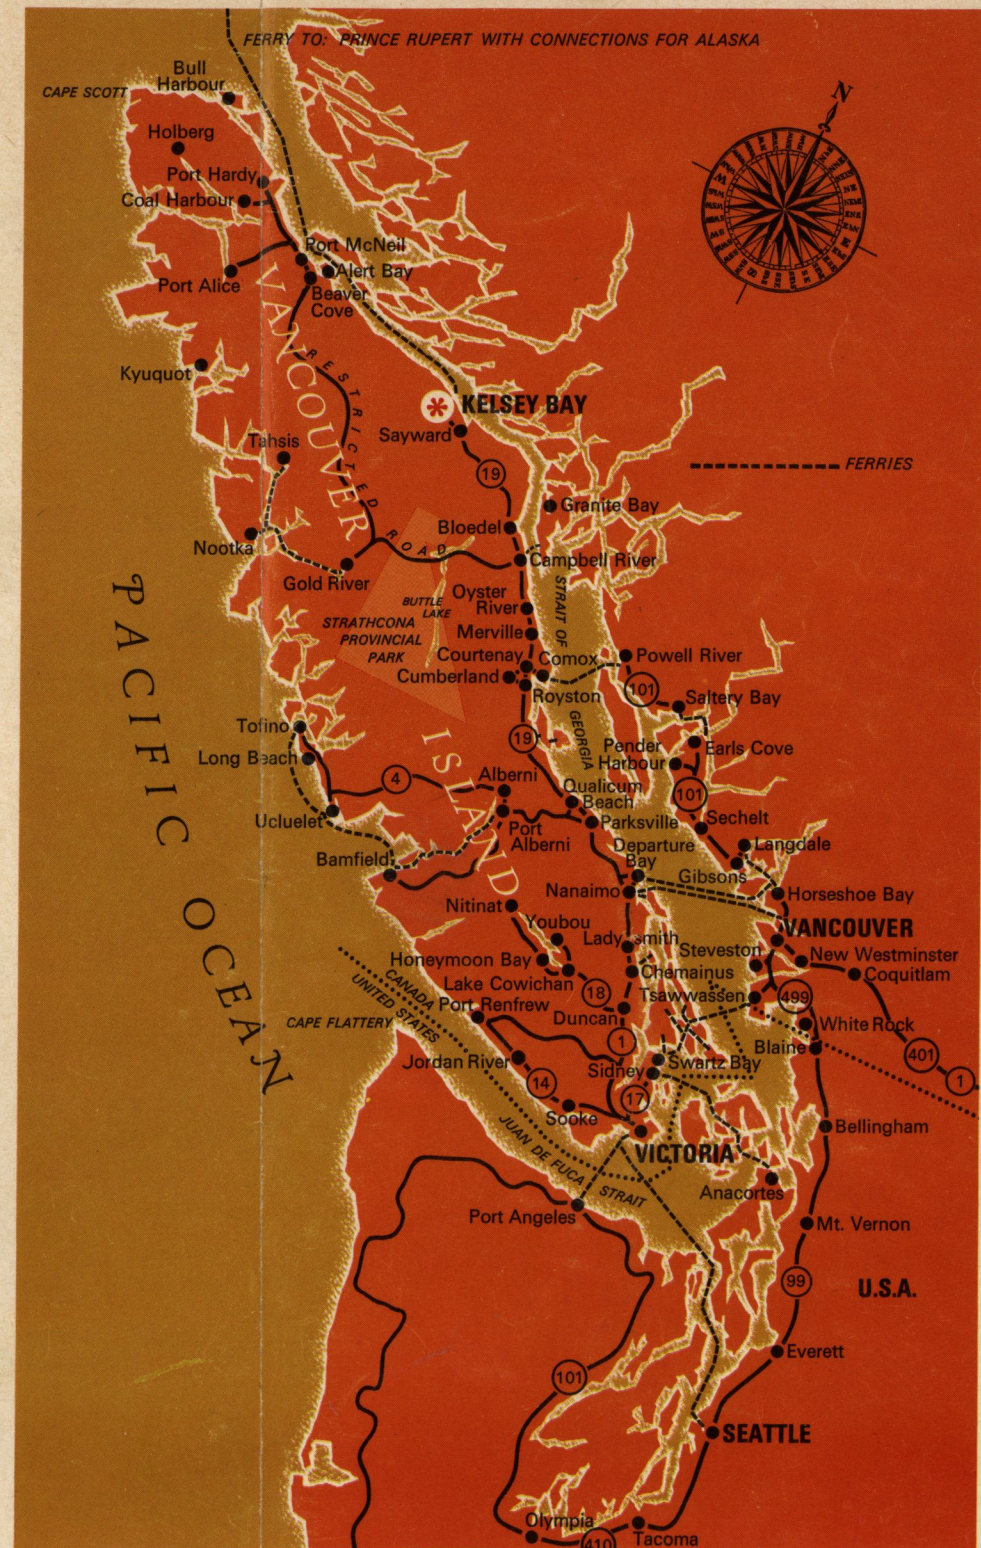 FERRY TO: PRINCE RUPERT WITH CONNECTIONS FOR ALASKA
Bull
Harbour
CAPE SCOTT
N
Holberg
Port Hardy
Coal Harbour
Port McNeil
Alert Bay
Port Alice
Beaver
Cove
VANCOUVER
RESTRICTED ROAD
Kyuquot
KELSEY BAY
Sayward
Tahsis
FERRIES
19
Granite Bay
Bloedel
Nootka
Campbell River
Gold River
STRAIT OF
GEORGIA
Oyster
River
BUTTLE
LAKE
STRATHCONA
PROVINCIAL
PARK
Merville
Courtenay
Comox
Powell River
Cumberland
Royston
101
Saltery Bay
PACIFIC OCEAN
Tofino
ISLAND
19
Pender
Harbour
Earls Cove
Long Beach
4
Alberni
Qualicum
Beach
101
Ucluelet
Port
Alberni
Parksville
Sechelt
Departure
Bay
Langdale
Bamfield
Gibsons
Nanaimo
Horseshoe Bay
Nitinat
Youbou
VANCOUVER
Ladysmith
Steveston
New Westminster
Honeymoon Bay
Chemainus
Coquitlam
Lake Cowichan
18
CANADA
UNITED STATES
Tsawwassen
499
Port Renfrew
Duncan
CAPE FLATTERY
White Rock
1
Blaine
401
Jordan River
Swartz Bay
Sidney
1
14
17
Sooke
JUAN DE FUCA STRAIT
Bellingham
VICTORIA
Anacortes
Port Angeles
Mt. Vernon
99
U.S.A.
Everett
101
SEATTLE
Olympia
410
Tacoma